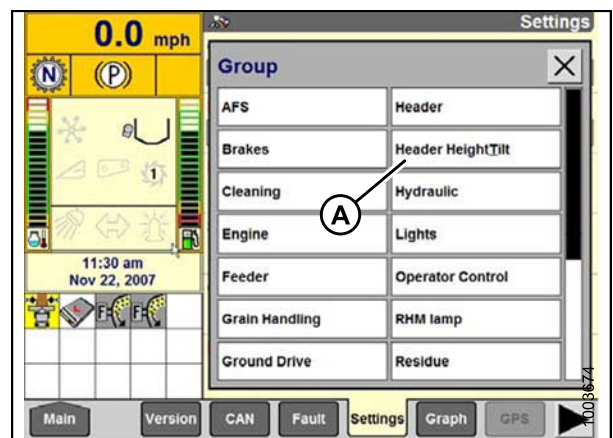 0.0 mph
Settings
N
(P)
Group
AFS
Header
Brakes
Header HeightTilt
Cleaning
Hydraulic
A
1
Engine
Lights
11:30 am
Nov 22, 2007
Feeder
Operator Control
F
F
Grain Handling
RHM lamp
Ground Drive
Residue
Main
Version
CAN
Fault
Settings
Graph
GPS
1003674